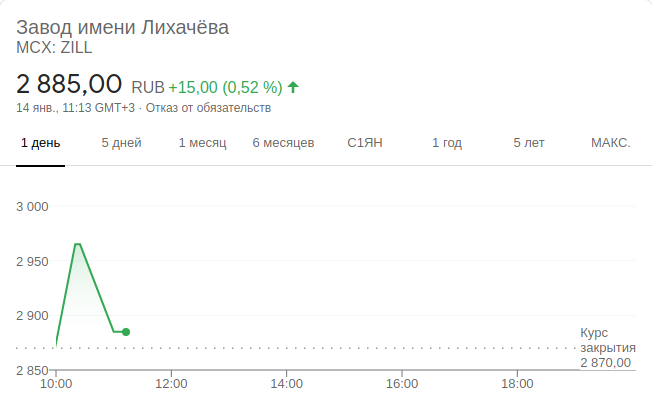 Завод имени Лихачёва
MCX: ZILL
2 885,00 RUB +15,00 (0,52 %)
14 янв., 11:13 GMT+3 · Отказ от обязательств
1 день 5 дней 1 месяц 6 месяцев С1ЯН 1 год 5 лет МАКС.
3 000
2 950
2 900
Курс
закрытия
2 870,00
2 850
10:00 12:00 14:00 16:00 18:00